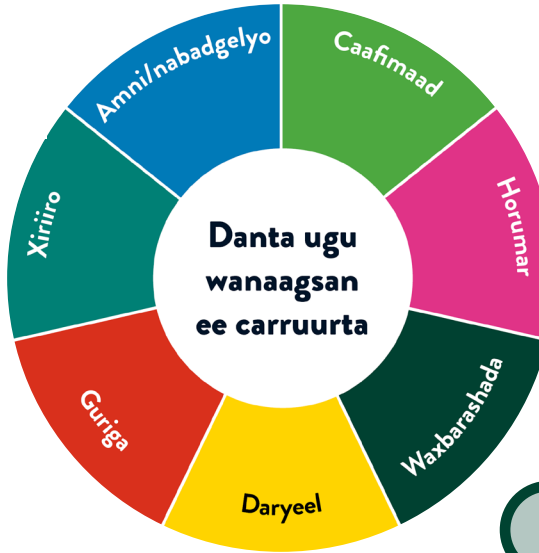 Danta ugu
wanaagsan
ee carruurta
Caafimaad
Horumar
Waxbarashada
Daryeel
Guriga
Xiriiro
Amni/nabadgelyo